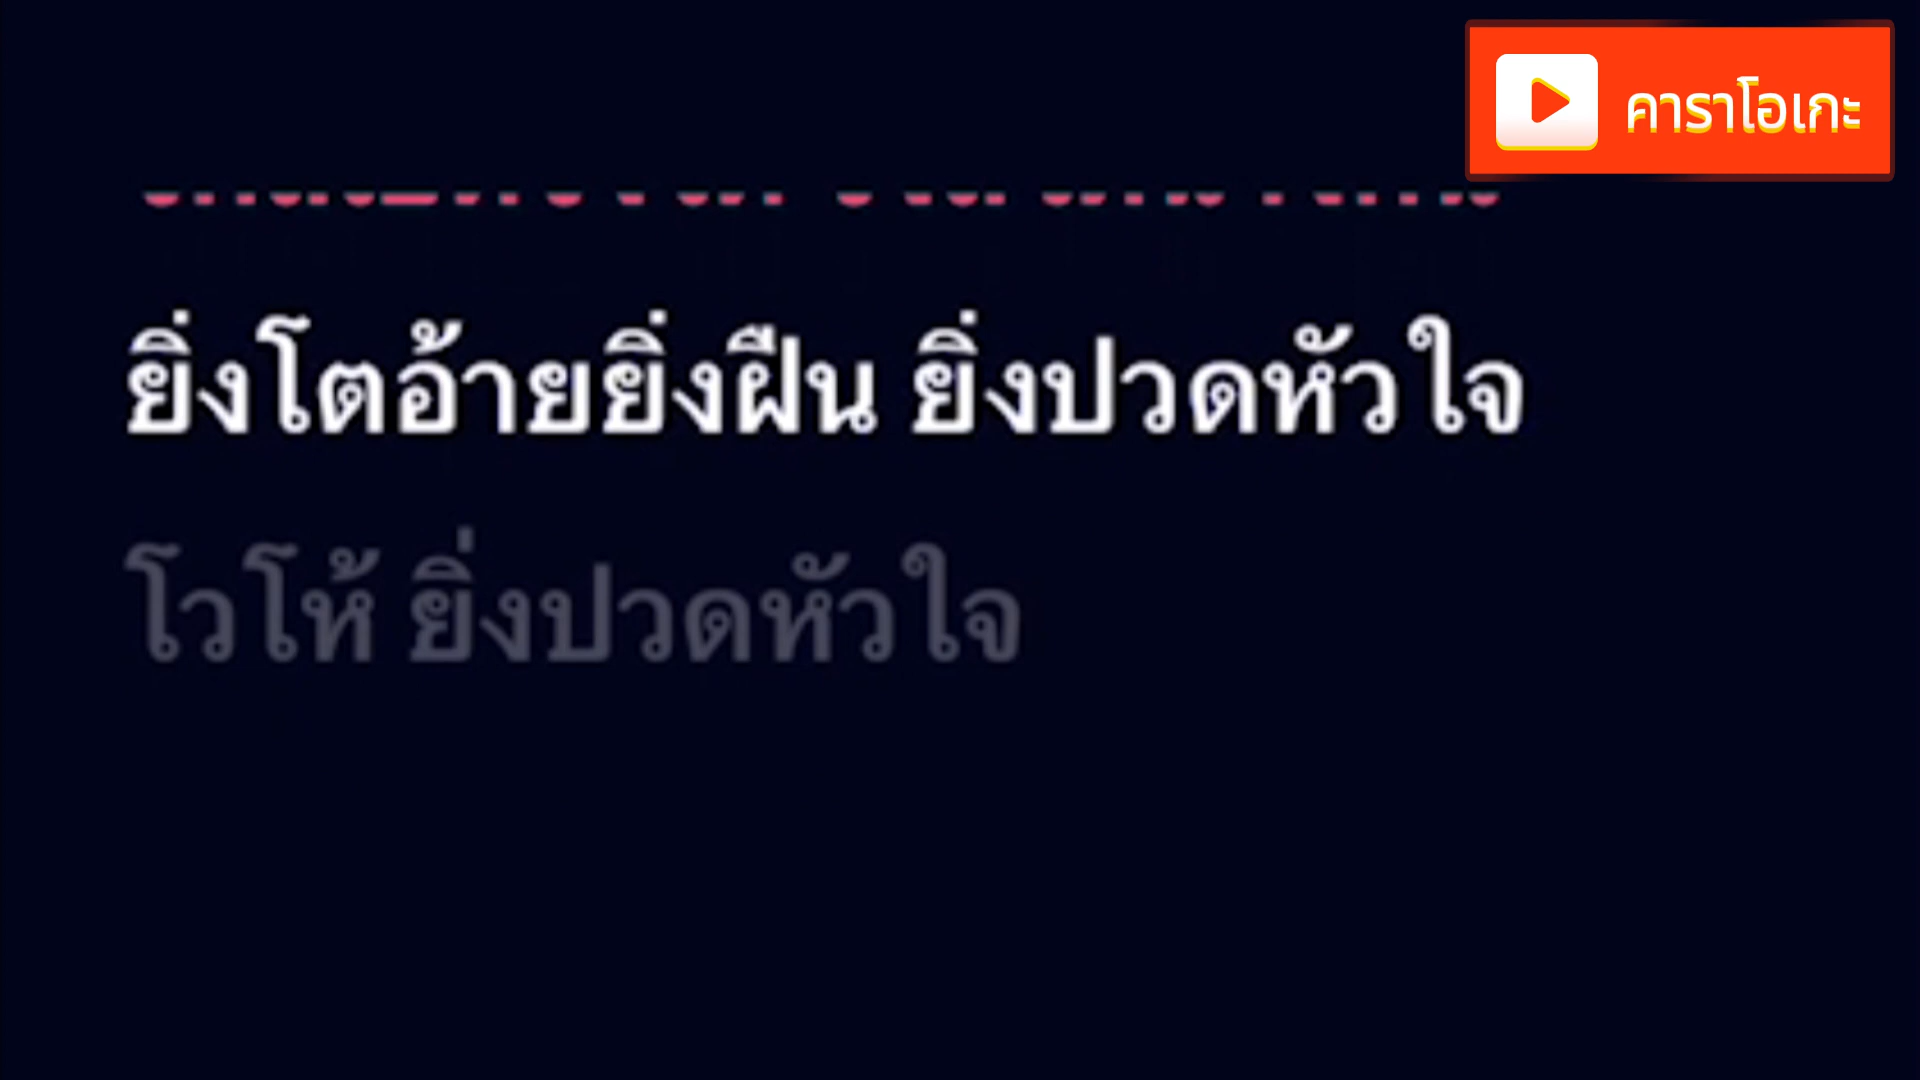 คาราโอเกะ
ยิ่งโตอ้ายยิ่งฝืน ยิ่งปวดหัวใจ
โวโห้ ยิ่งปวดหัวใจ